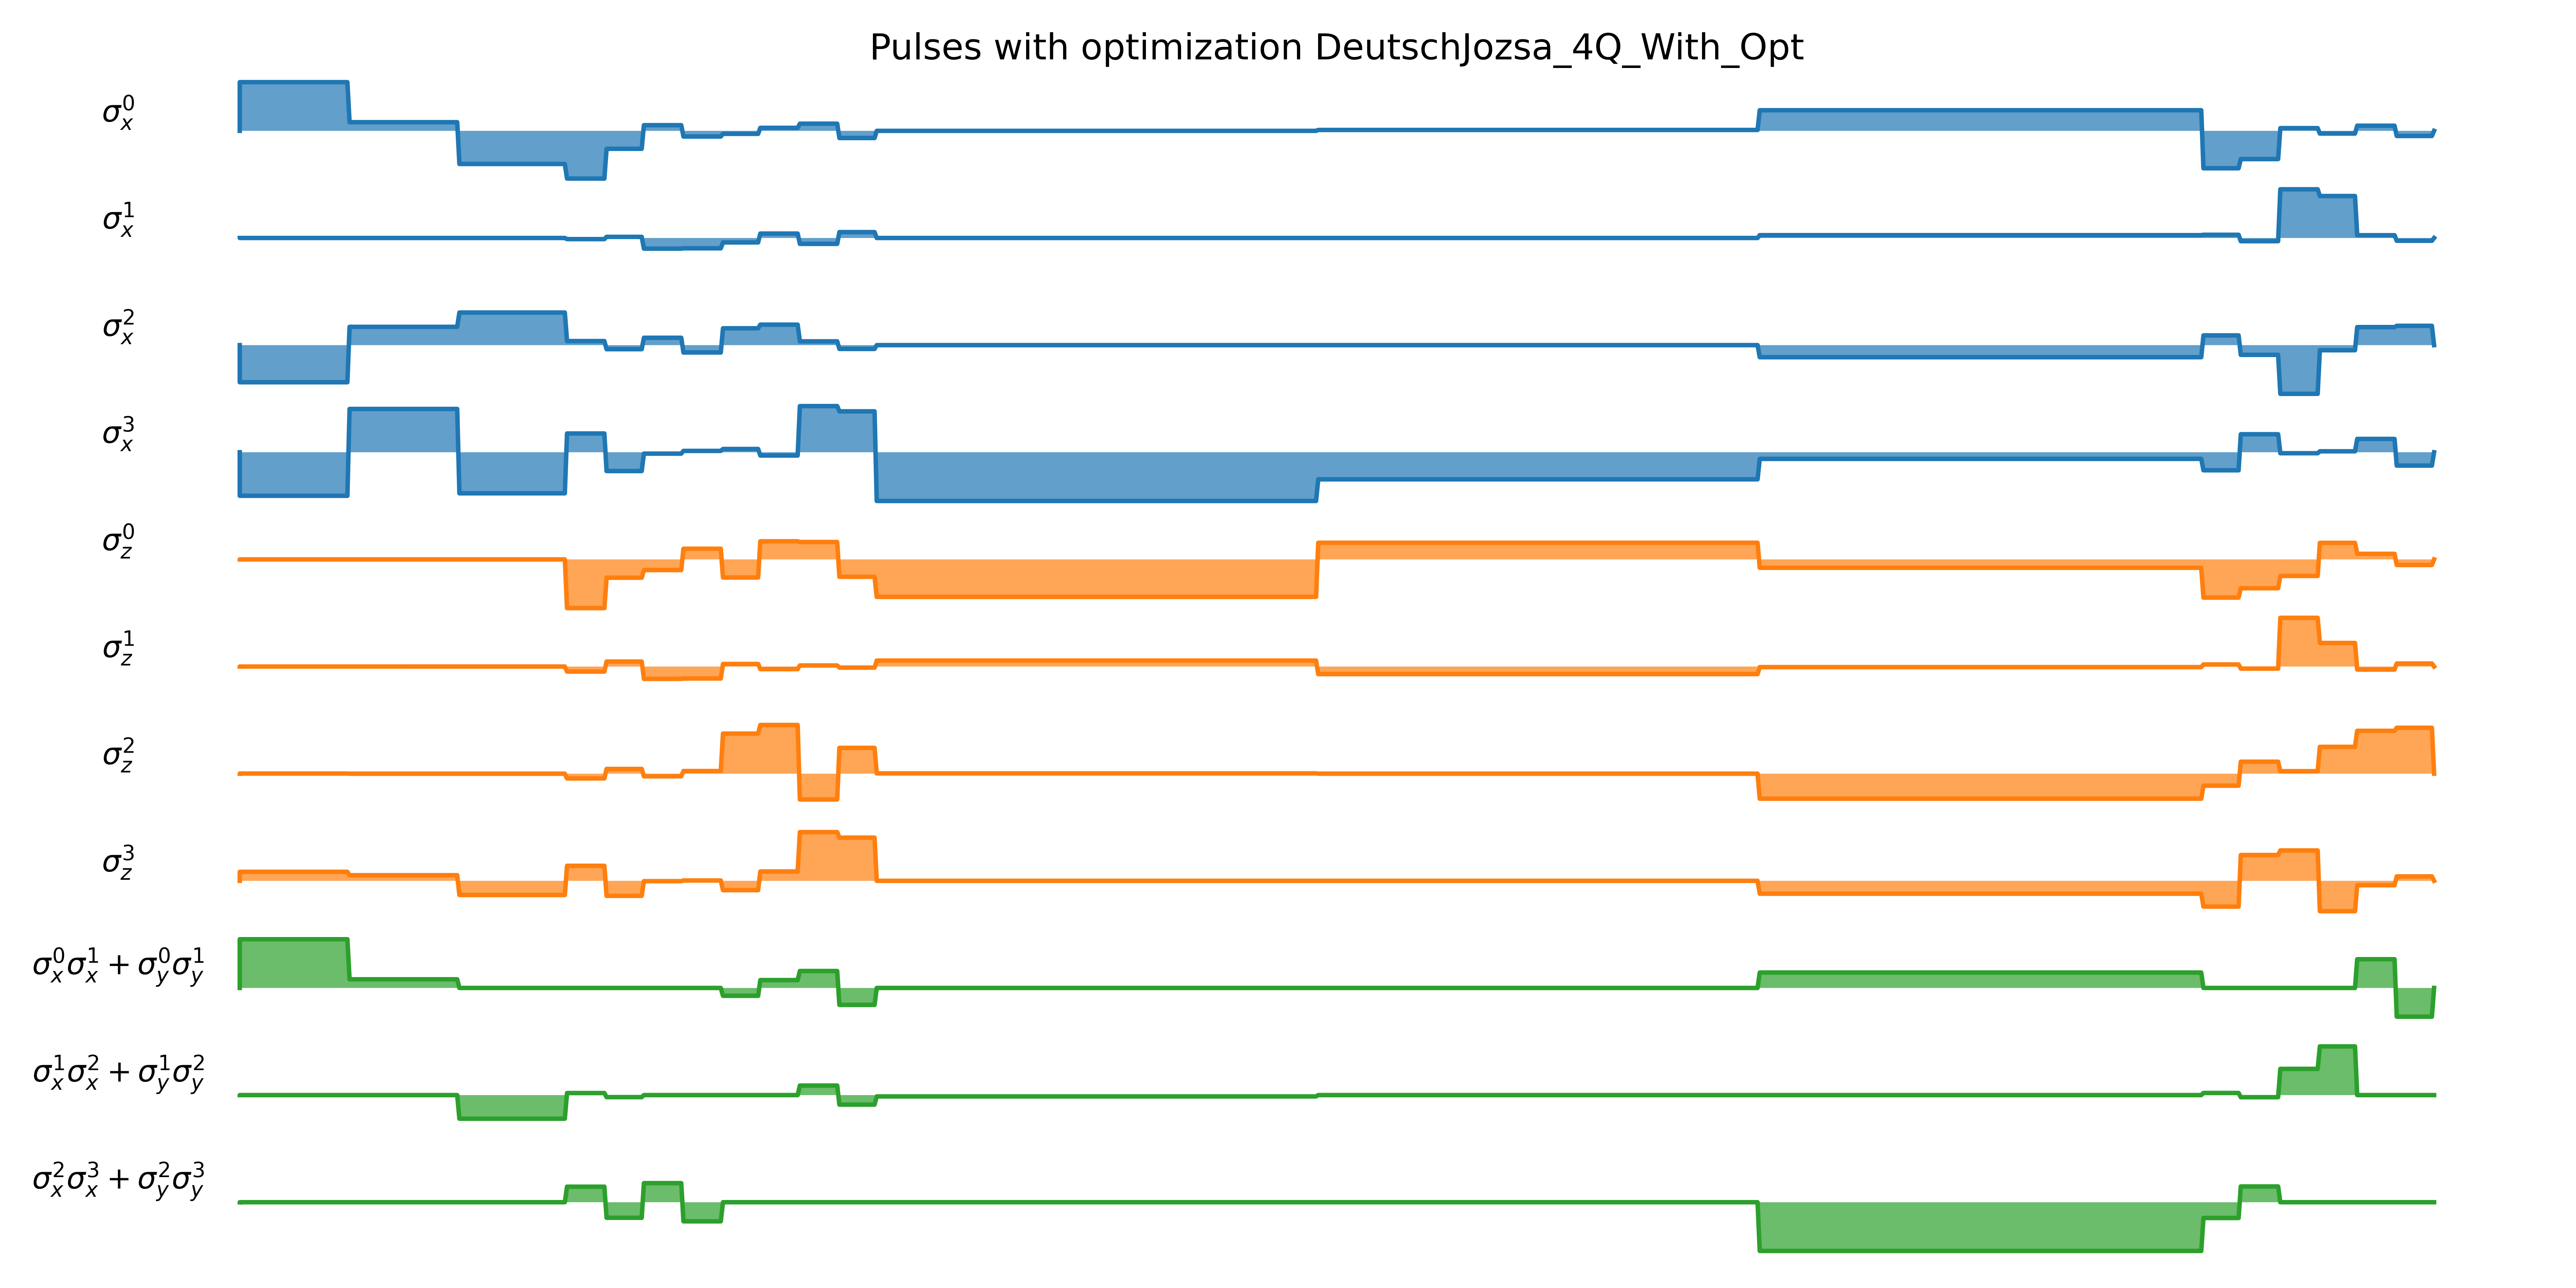 Pulses with optimization DeutschJozsa_4Q_With_Opt
σ_x^0
σ_x^1
σ_x^2
σ_x^3
σ_z^0
σ_z^1
σ_z^2
σ_z^3
σ_x^0σ_x^1 + σ_y^0σ_y^1
σ_x^1σ_x^2 + σ_y^1σ_y^2
σ_x^2σ_x^3 + σ_y^2σ_y^3